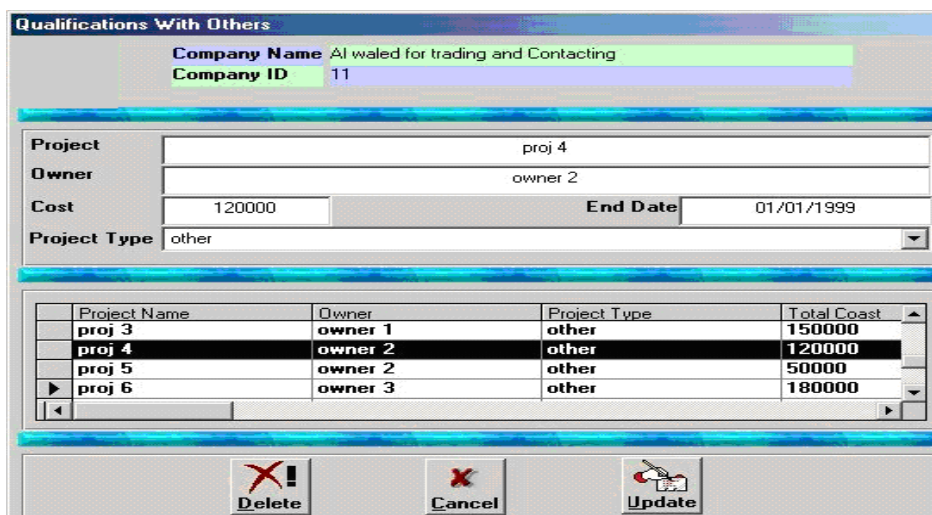 Qualifications With Others
Company Name Al waled for trading and Contacting
Company ID 11
Project proj 4
Owner owner 2
Cost 120000 End Date 01/01/1999
Project Type other
Project Name Owner Project Type Total Coast
proj 3 owner 1 other 150000
proj 4 owner 2 other 120000
proj 5 owner 2 other 50000
proj 6 owner 3 other 180000
Delete Cancel Update